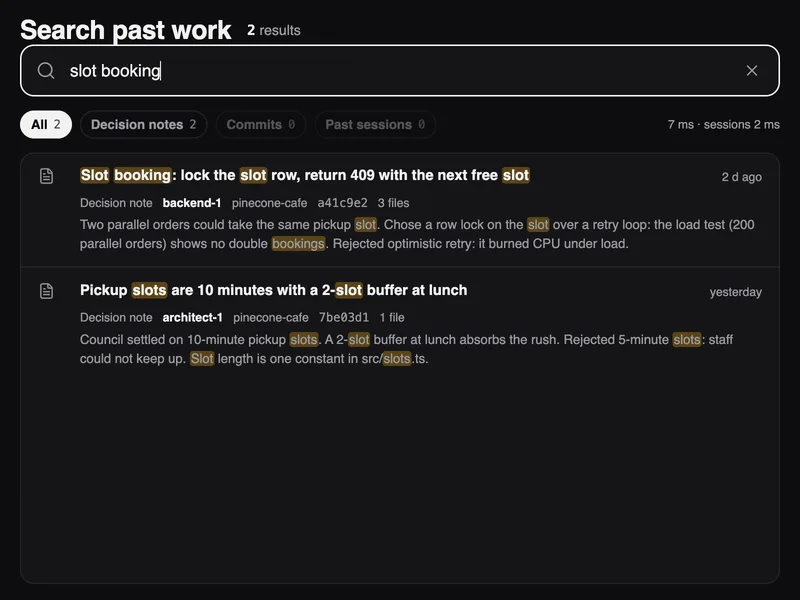 Search past work 2 results
slot booking
All 2 Decision notes 2 Commits 0 Past sessions 0 7 ms · sessions 2 ms
Slot booking: lock the slot row, return 409 with the next free slot 2 d ago
Decision note backend-1 pinecone-cafe a41c9e2 3 files
Two parallel orders could take the same pickup slot. Chose a row lock on the slot over a retry loop: the load test (200
parallel orders) shows no double bookings. Rejected optimistic retry: it burned CPU under load.
Pickup slots are 10 minutes with a 2-slot buffer at lunch yesterday
Decision note architect-1 pinecone-cafe 7be03d1 1 file
Council settled on 10-minute pickup slots. A 2-slot buffer at lunch absorbs the rush. Rejected 5-minute slots: staff
could not keep up. Slot length is one constant in src/slots.ts.